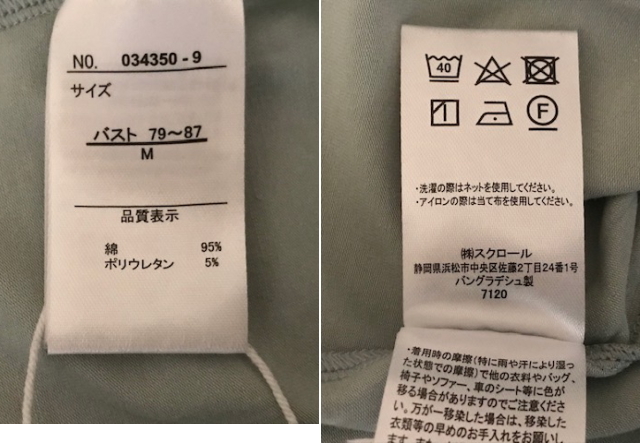 NO. 034350-9
サイズ
バスト 79〜87
M
品質表示
綿 95%
ポリウレタン 5%
40
F
・洗濯の際はネットを使用してください。
・アイロンの際は当て布を使用してください。
㈱スクロール
静岡県浜松市中央区佐藤2丁目24番1号
バングラデシュ製
7120
・着用時の摩擦(特に雨や汗により湿っ
た状態での摩擦)で他の衣料やバッグ、
椅子やソファー、車のシート等に色が
移る場合がありますのでご注意ください
す。万が一移染した場合は、移染した
衣類等の早めのお手入れをお願いし